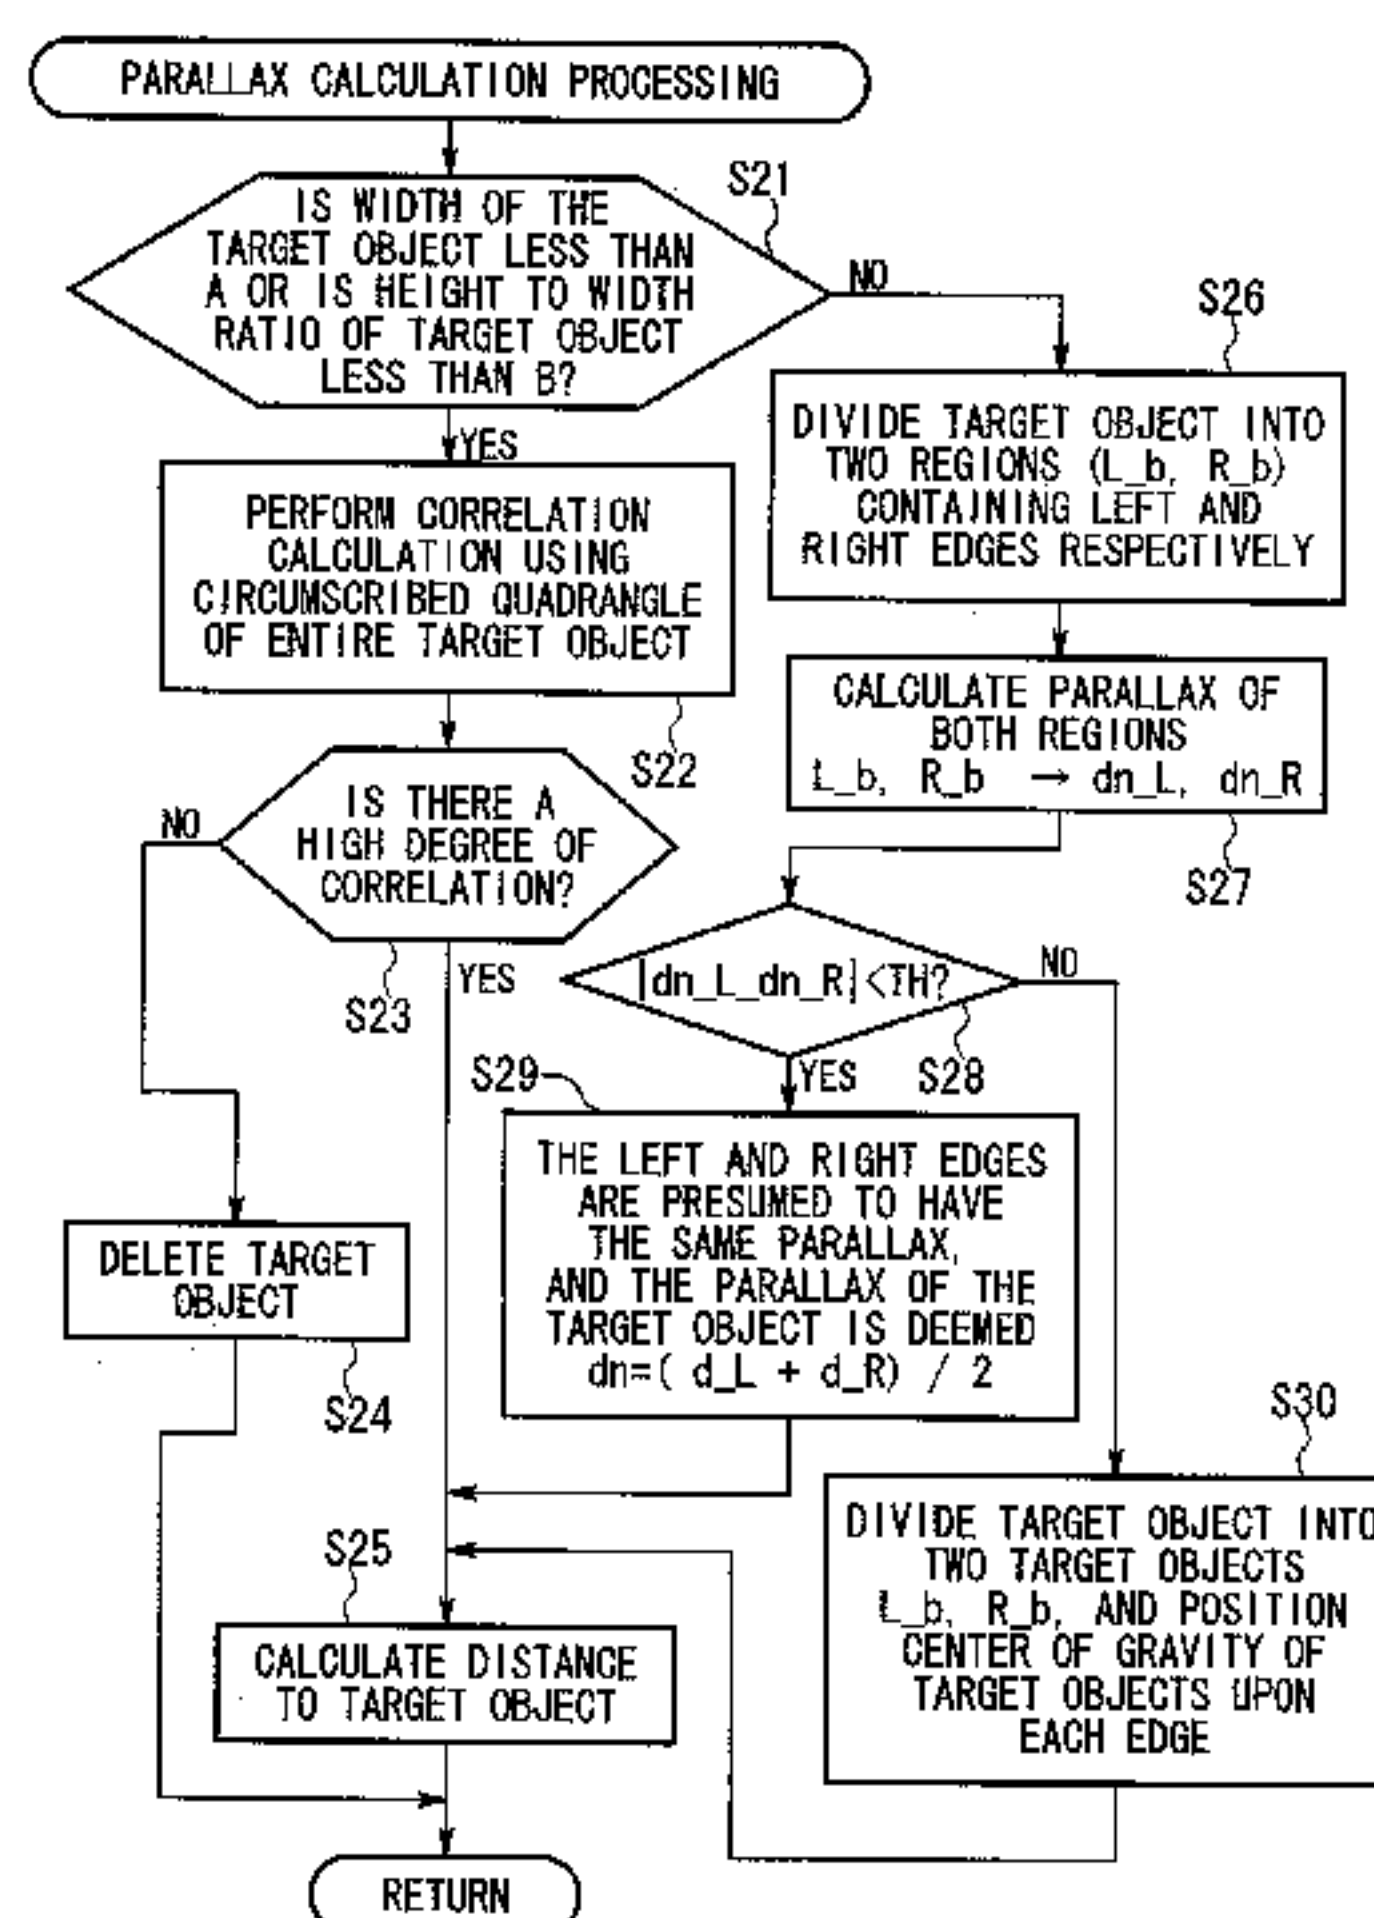 PARALLAX CALCULATION PROCESSING
S21
IS WIDTH OF THE
TARGET OBJECT LESS THAN
A OR IS HEIGHT TO WIDTH
RATIO OF TARGET OBJECT
LESS THAN B?
NO
YES
S26
DIVIDE TARGET OBJECT INTO
TWO REGIONS (L_b, R_b)
CONTAINING LEFT AND
RIGHT EDGES RESPECTIVELY
PERFORM CORRELATION
CALCULATION USING
CIRCUMSCRIBED QUADRANGLE
OF ENTIRE TARGET OBJECT
S22
CALCULATE PARALLAX OF
BOTH REGIONS
L_b, R_b → dn_L, dn_R
S27
IS THERE A
HIGH DEGREE OF
CORRELATION?
NO
YES
S23
|dn_L_dn_R|<TH?
NO
YES
S28
S29
THE LEFT AND RIGHT EDGES
ARE PRESUMED TO HAVE
THE SAME PARALLAX,
AND THE PARALLAX OF THE
TARGET OBJECT IS DEEMED
dn=( d_L + d_R) / 2
DELETE TARGET
OBJECT
S24
S30
DIVIDE TARGET OBJECT INTO
TWO TARGET OBJECTS
L_b, R_b, AND POSITION
CENTER OF GRAVITY OF
TARGET OBJECTS UPON
EACH EDGE
S25
CALCULATE DISTANCE
TO TARGET OBJECT
RETURN